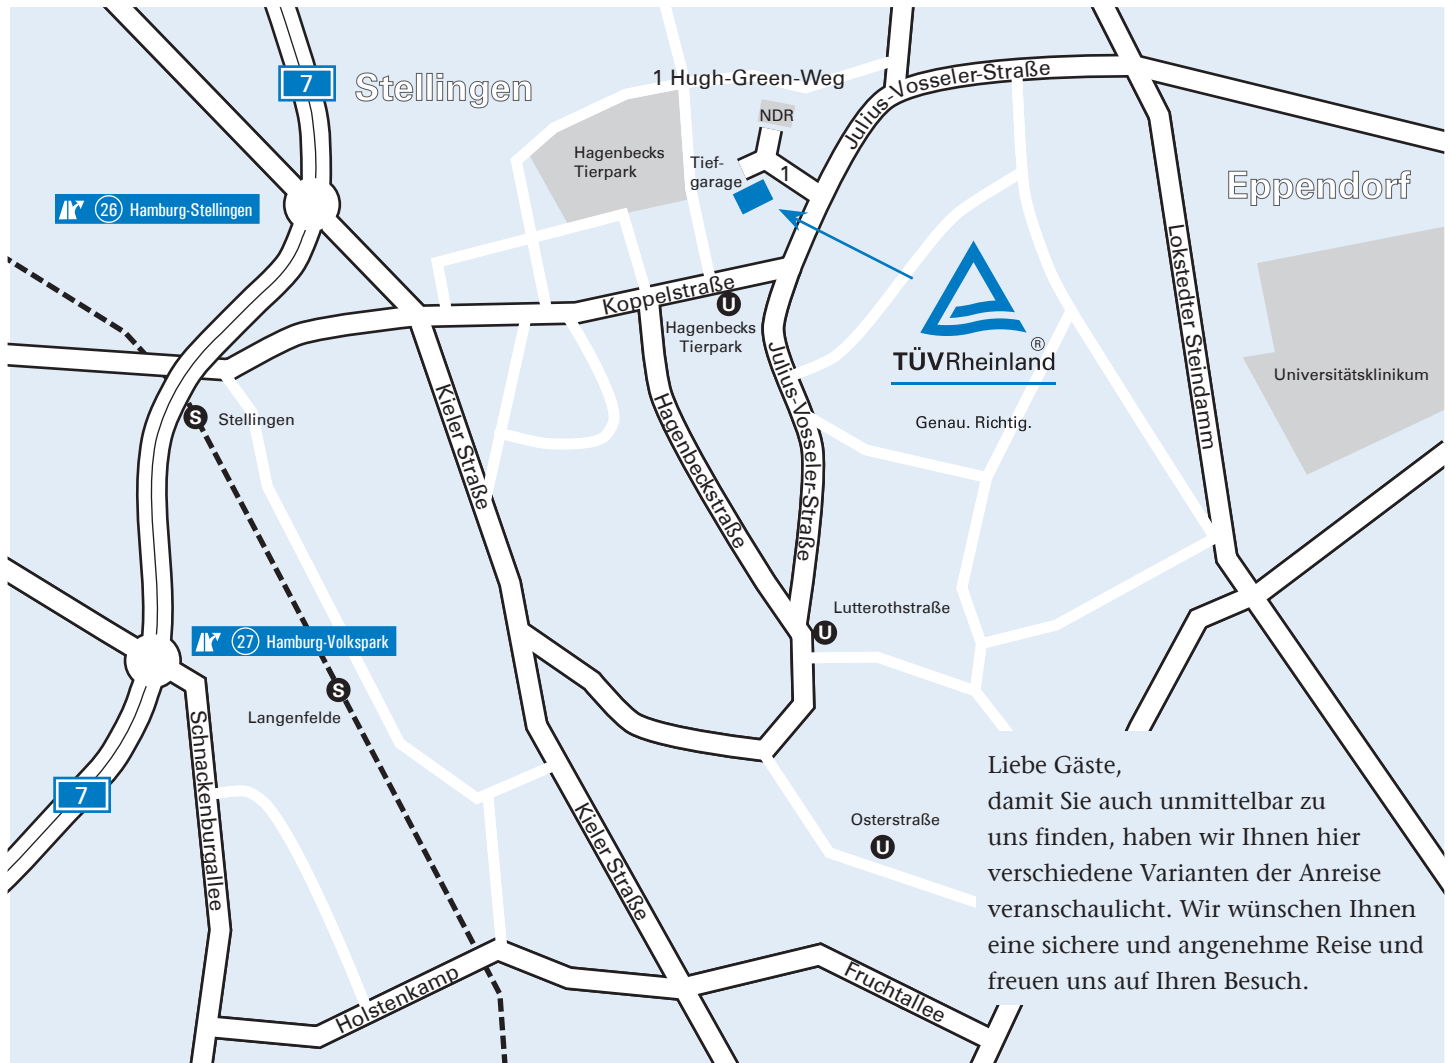 7
Stellingen
1 Hugh-Green-Weg
NDR
Julius-Vosseler-Straße
Hagenbecks
Tierpark
Tief-
garage
1
Eppendorf
26 Hamburg-Stellingen
Lokstedter Steindamm
Koppelstraße
U
Hagenbecks
Tierpark
®
TÜVRheinland
Genau. Richtig.
Universitätsklinikum
S
Stellingen
Kieler Straße
Hagenbeckstraße
Julius-Vosseler-Straße
Lutterothstraße
U
27 Hamburg-Volkspark
S
Langenfelde
Schnackenburgallee
7
Kieler Straße
Osterstraße
U
Holstenkamp
Fruchtallee
Liebe Gäste,
damit Sie auch unmittelbar zu
uns finden, haben wir Ihnen hier
verschiedene Varianten der Anreise
veranschaulicht. Wir wünschen Ihnen
eine sichere und angenehme Reise und
freuen uns auf Ihren Besuch.